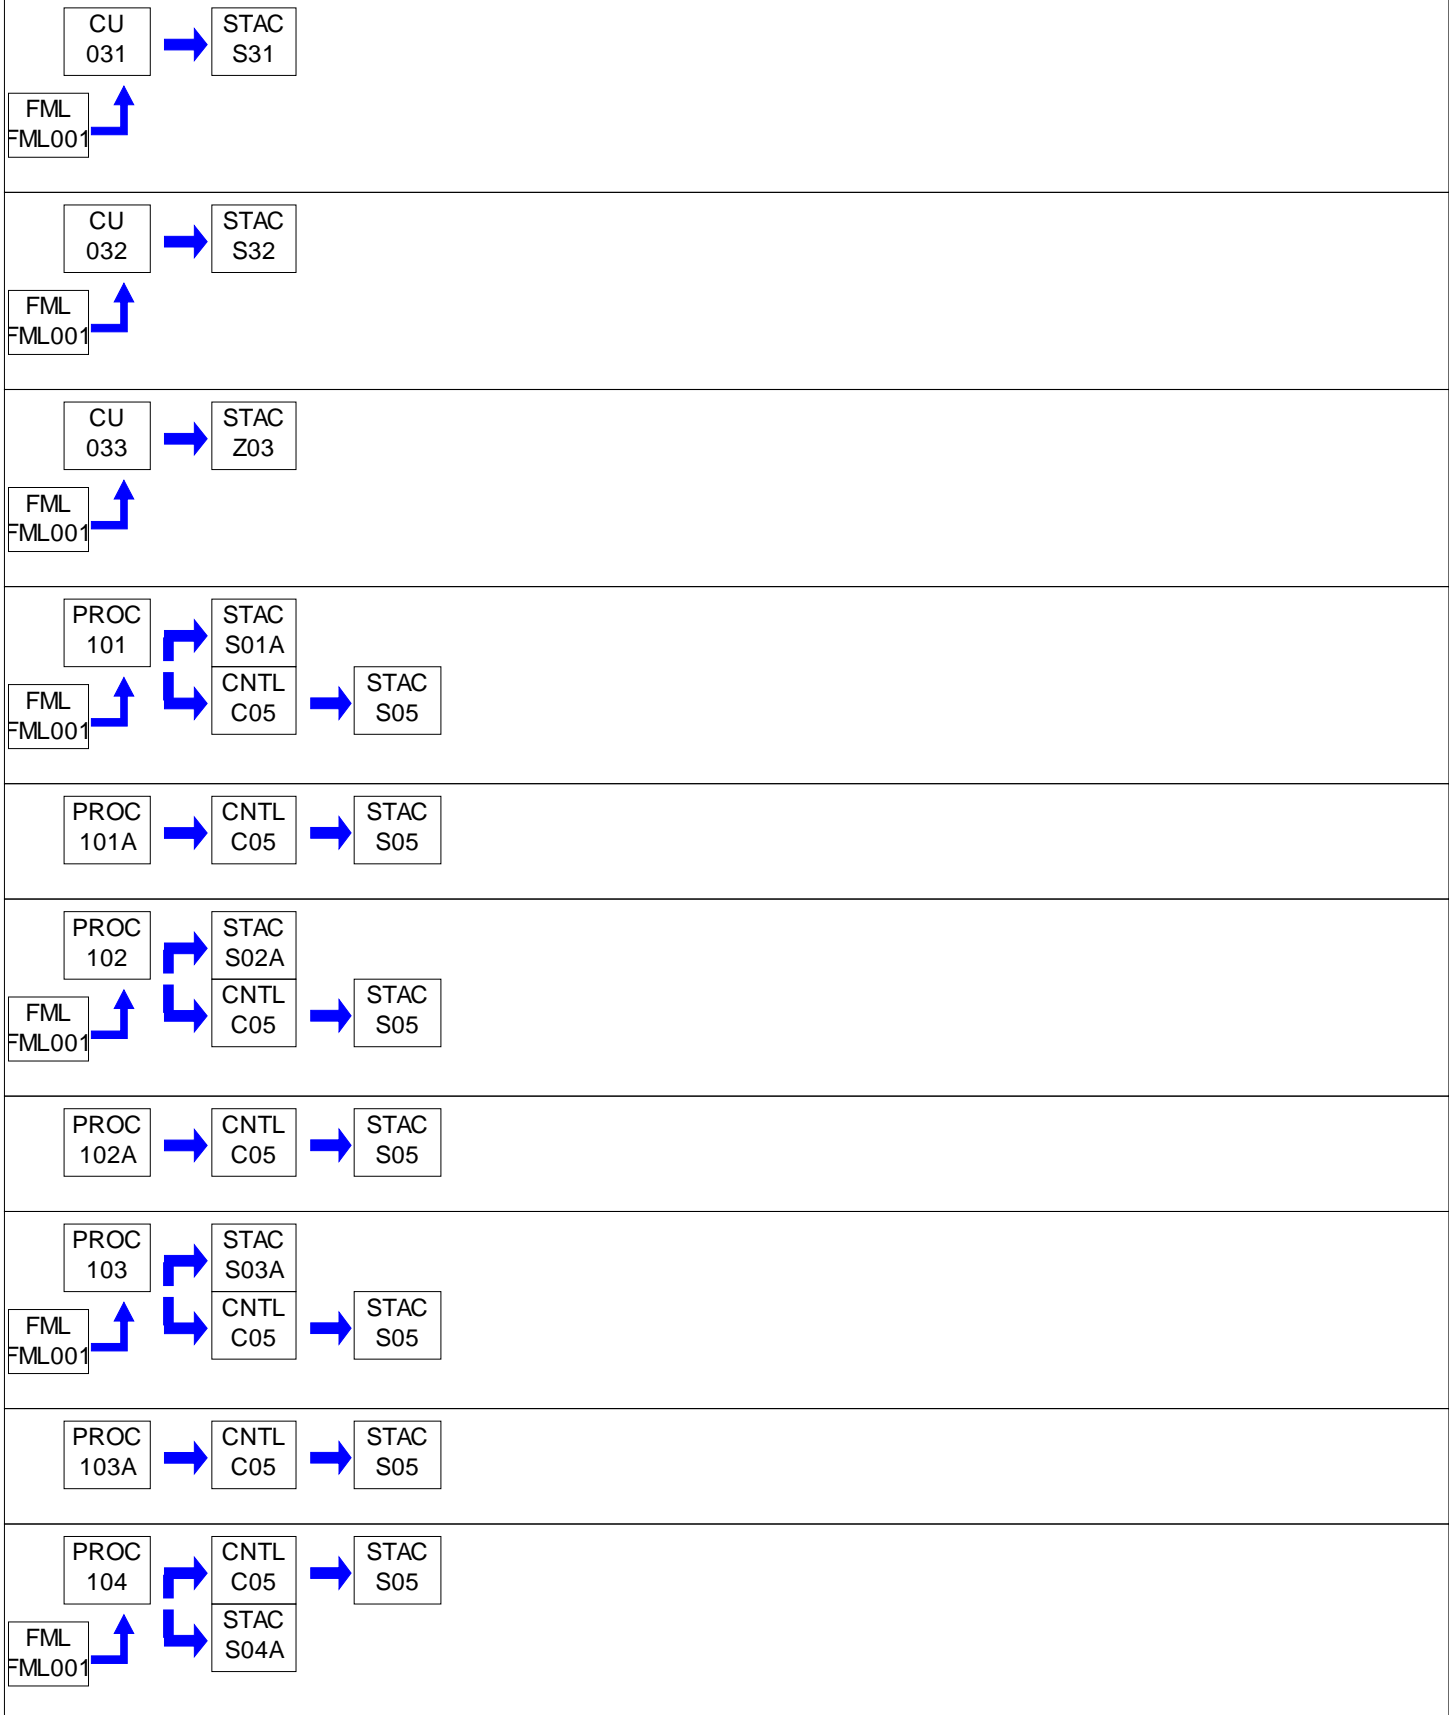 CU
031
STAC
S31
FML
FML001
CU
032
STAC
S32
FML
FML001
CU
033
STAC
Z03
FML
FML001
PROC
101
STAC
S01A
CNTL
C05
STAC
S05
FML
FML001
PROC
101A
CNTL
C05
STAC
S05
PROC
102
STAC
S02A
CNTL
C05
STAC
S05
FML
FML001
PROC
102A
CNTL
C05
STAC
S05
PROC
103
STAC
S03A
CNTL
C05
STAC
S05
FML
FML001
PROC
103A
CNTL
C05
STAC
S05
PROC
104
CNTL
C05
STAC
S05
STAC
S04A
FML
FML001